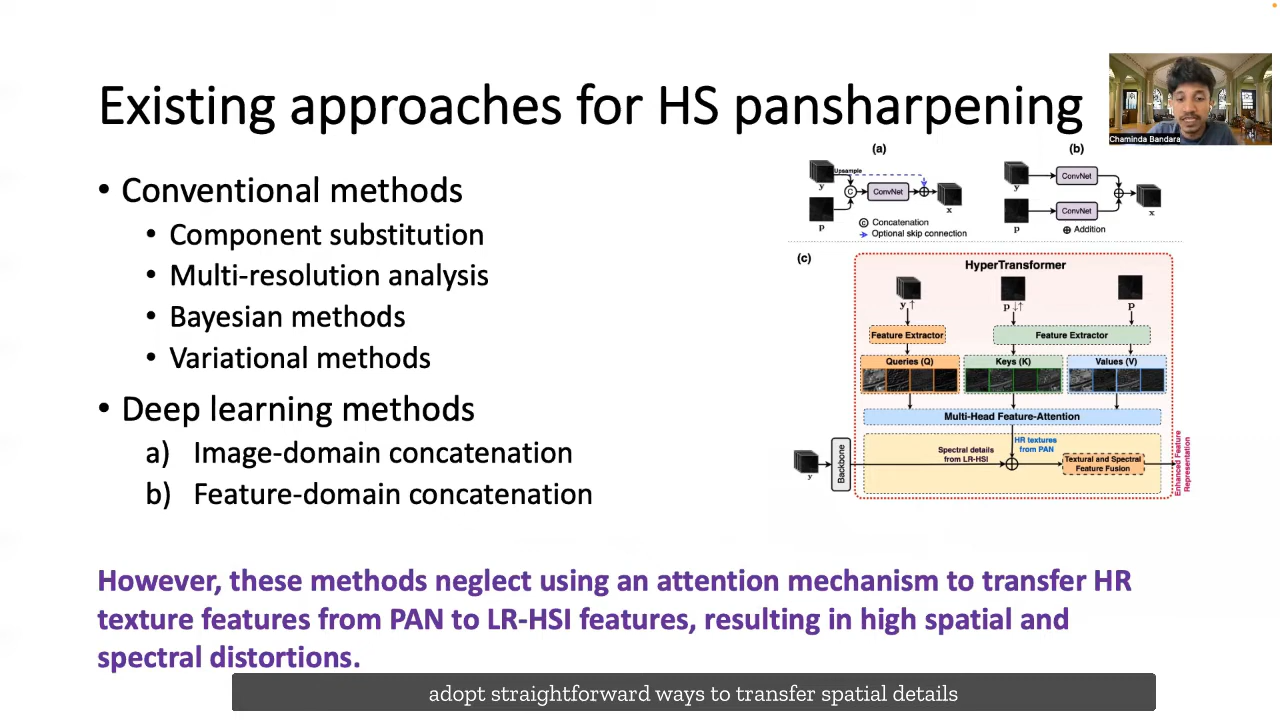 Existing approaches for HS pansharpening
Chaminda Bandara
• Conventional methods
• Component substitution
• Multi-resolution analysis
• Bayesian methods
• Variational methods
• Deep learning methods
a) Image-domain concatenation
b) Feature-domain concatenation
(a)
Upsample
y
C
ConvNet
x
p
C Concatenation
Optional skip connection
(b)
y
ConvNet
ConvNet
x
p
⊕ Addition
(c)
HyperTransformer
y ↑
p ↓↑
p
Feature Extractor
Feature Extractor
Queries (Q)
Keys (K)
Values (V)
Multi-Head Feature-Attention
HR textures
from PAN
Spectral details
from LR-HSI
y
Backbone
Textural and Spectral
Feature Fusion
Enhanced Feature
Representation
However, these methods neglect using an attention mechanism to transfer HR
texture features from PAN to LR-HSI features, resulting in high spatial and
spectral distortions.
adopt straightforward ways to transfer spatial details